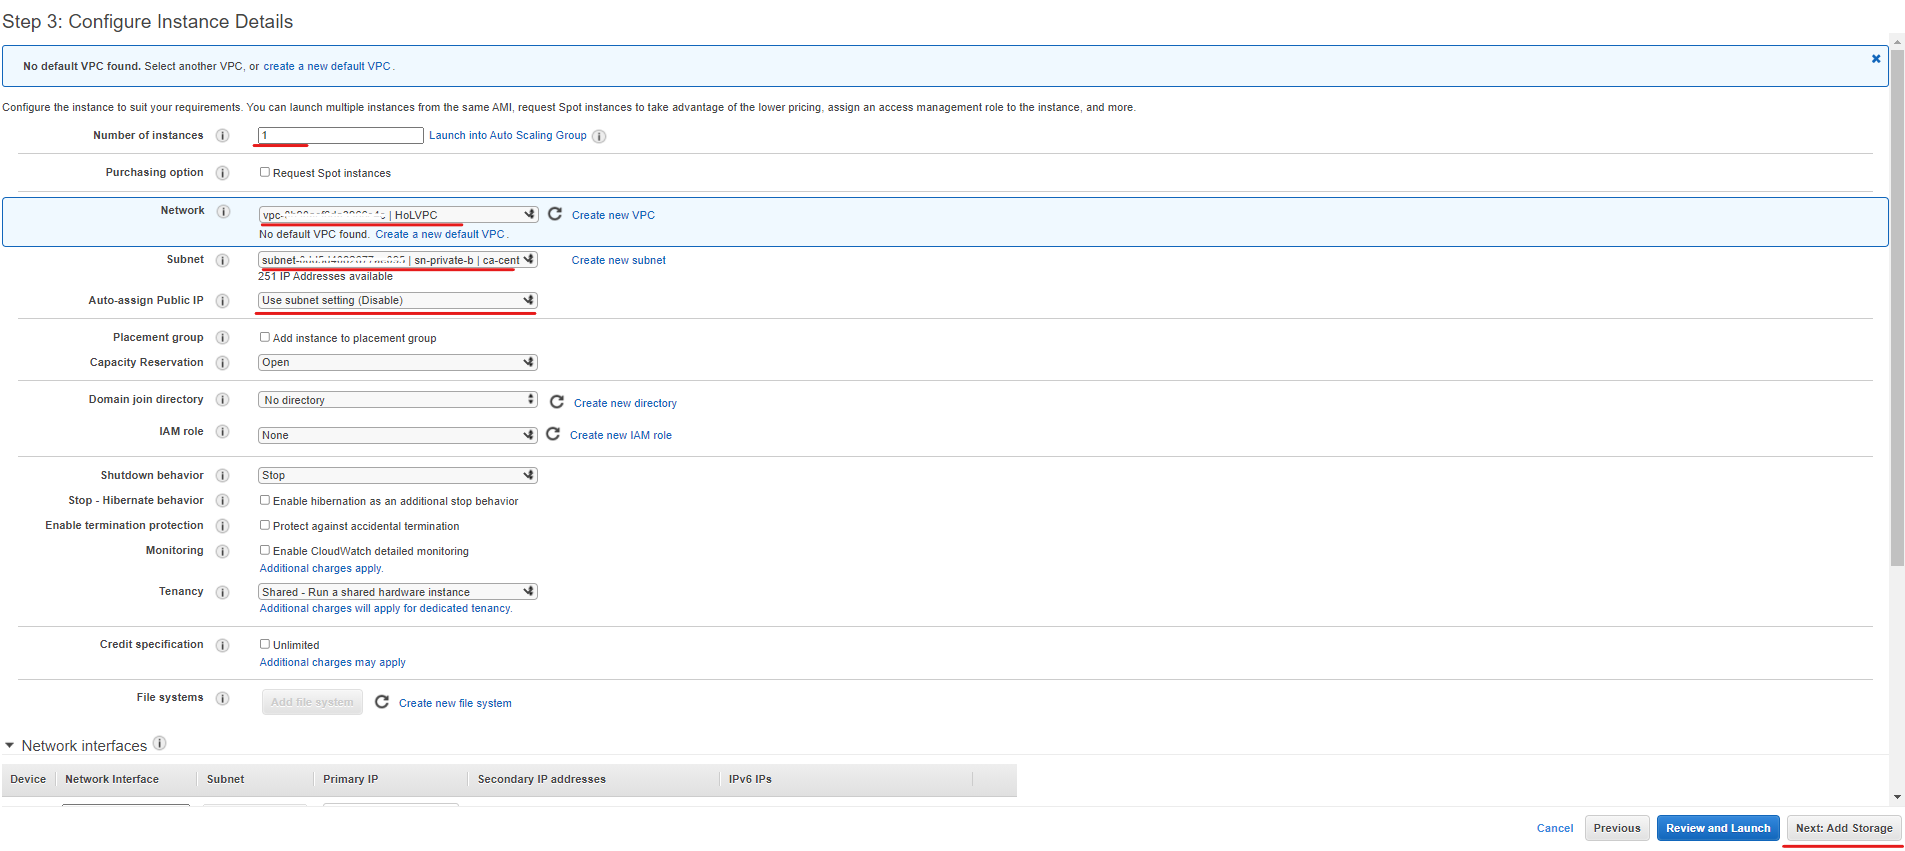 Step 3: Configure Instance Details
No default VPC found. Select another VPC, or create a new default VPC.
Configure the instance to suit your requirements. You can launch multiple instances from the same AMI, request Spot instances to take advantage of the lower pricing, assign an access management role to the instance, and more.
Number of instances 1 Launch into Auto Scaling Group
Purchasing option Request Spot instances
Network vpc- | HoLVPC Create new VPC
No default VPC found. Create a new default VPC.
Subnet subnet- | sn-private-b | ca-cent Create new subnet
251 IP Addresses available
Auto-assign Public IP Use subnet setting (Disable)
Placement group Add instance to placement group
Capacity Reservation Open
Domain join directory No directory Create new directory
IAM role None Create new IAM role
Shutdown behavior Stop
Stop - Hibernate behavior Enable hibernation as an additional stop behavior
Enable termination protection Protect against accidental termination
Monitoring Enable CloudWatch detailed monitoring
Additional charges apply.
Tenancy Shared - Run a shared hardware instance
Additional charges will apply for dedicated tenancy.
Credit specification Unlimited
Additional charges may apply
File systems Add file system Create new file system
Network interfaces
Device Network Interface Subnet Primary IP Secondary IP addresses IPv6 IPs
Cancel Previous Review and Launch Next: Add Storage